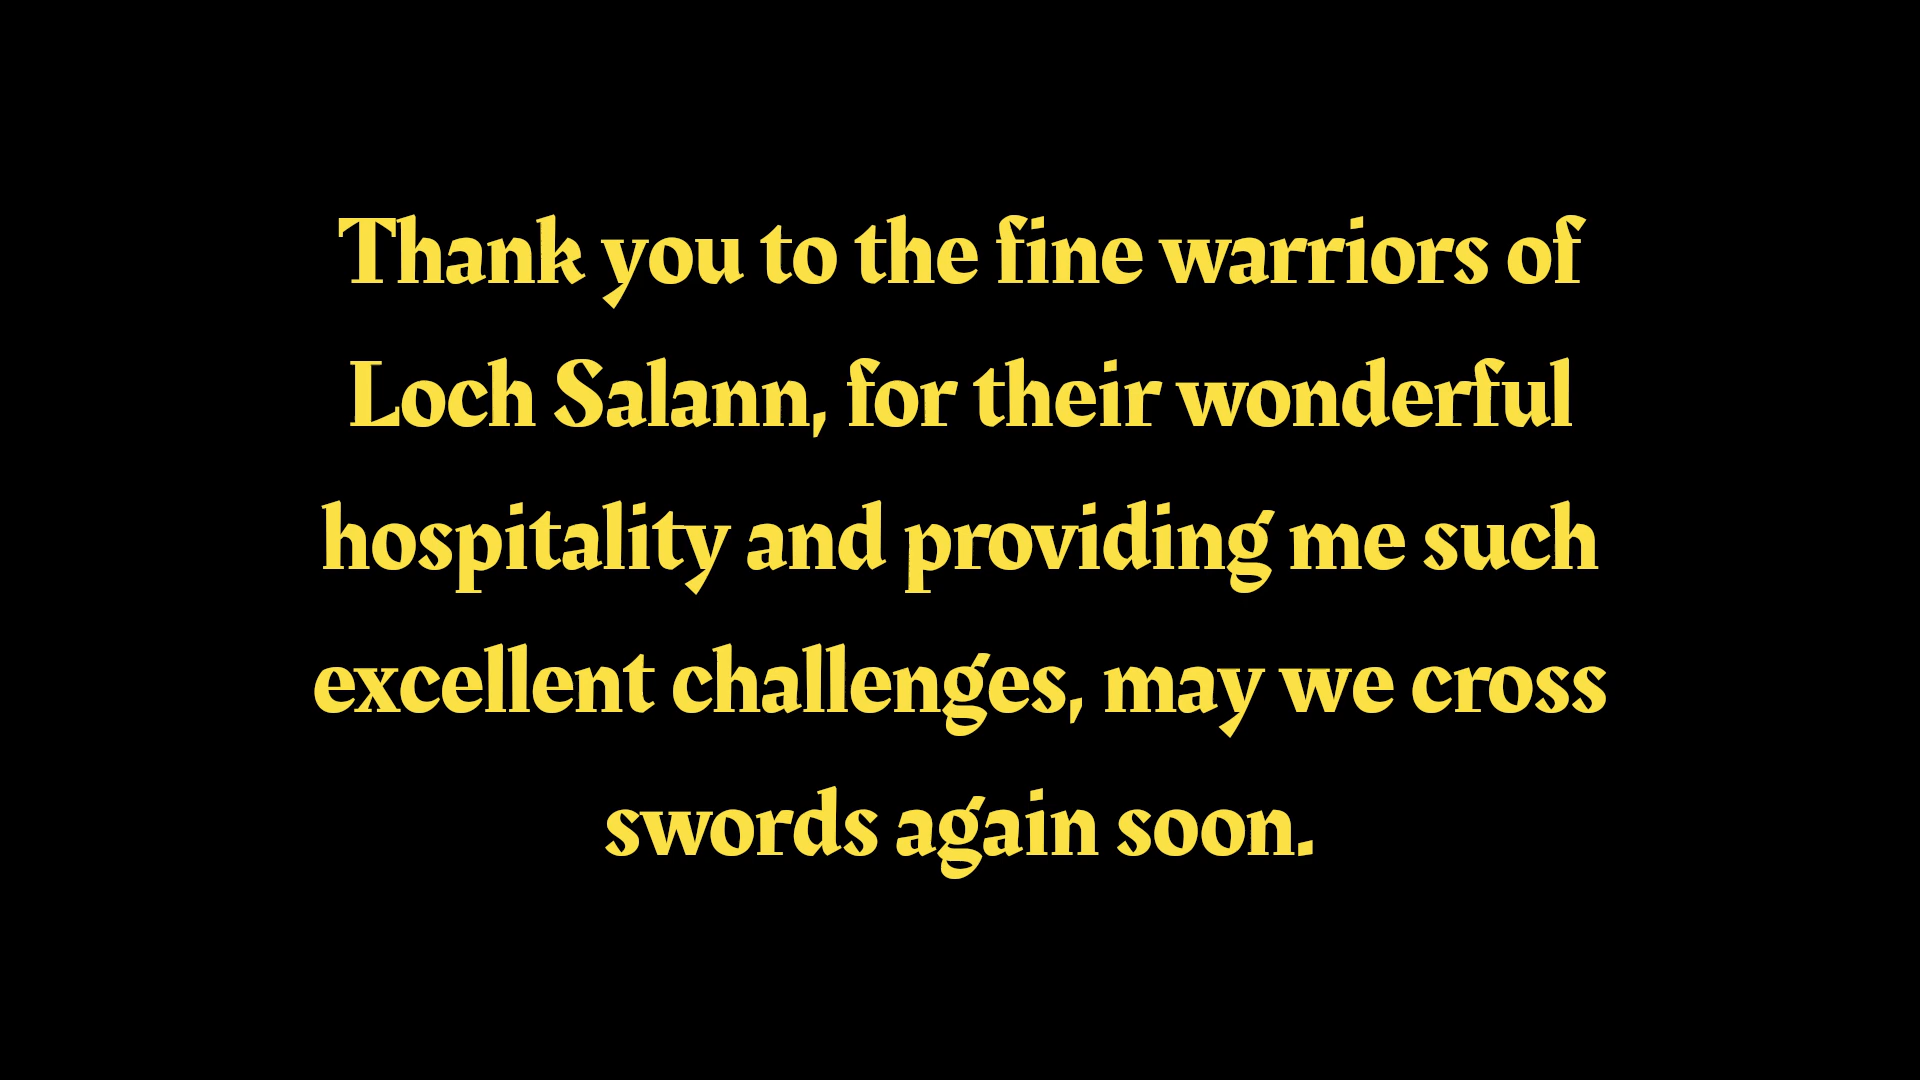 Thank you to the fine warriors of
Loch Salann, for their wonderful
hospitality and providing me such
excellent challenges, may we cross
swords again soon.